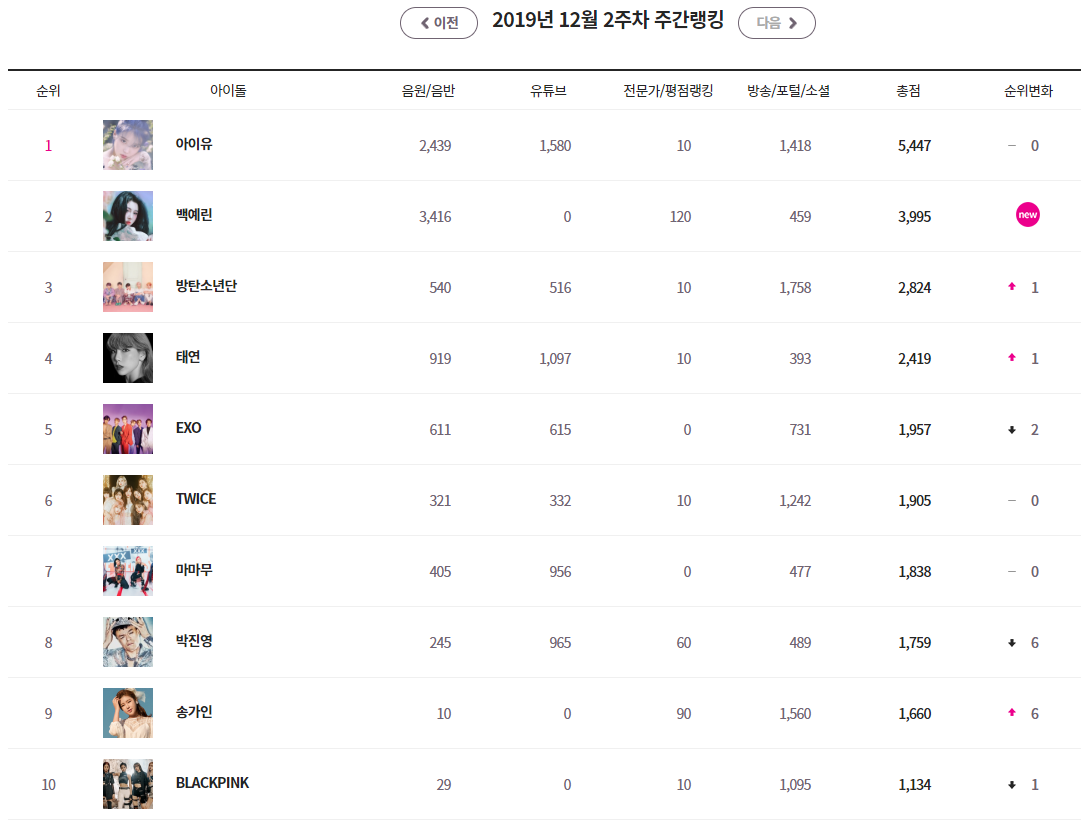 이전 2019년 12월 2주차 주간랭킹 다음
순위 아이돌 음원/음반 유튜브 전문가/평점랭킹 방송/포털/소셜 총점 순위변화
1 아이유 2,439 1,580 10 1,418 5,447 – 0
2 백예린 3,416 0 120 459 3,995 new
3 방탄소년단 540 516 10 1,758 2,824 1
4 태연 919 1,097 10 393 2,419 1
5 EXO 611 615 0 731 1,957 2
6 TWICE 321 332 10 1,242 1,905 – 0
7 마마무 405 956 0 477 1,838 – 0
8 박진영 245 965 60 489 1,759 6
9 송가인 10 0 90 1,560 1,660 6
10 BLACKPINK 29 0 10 1,095 1,134 1